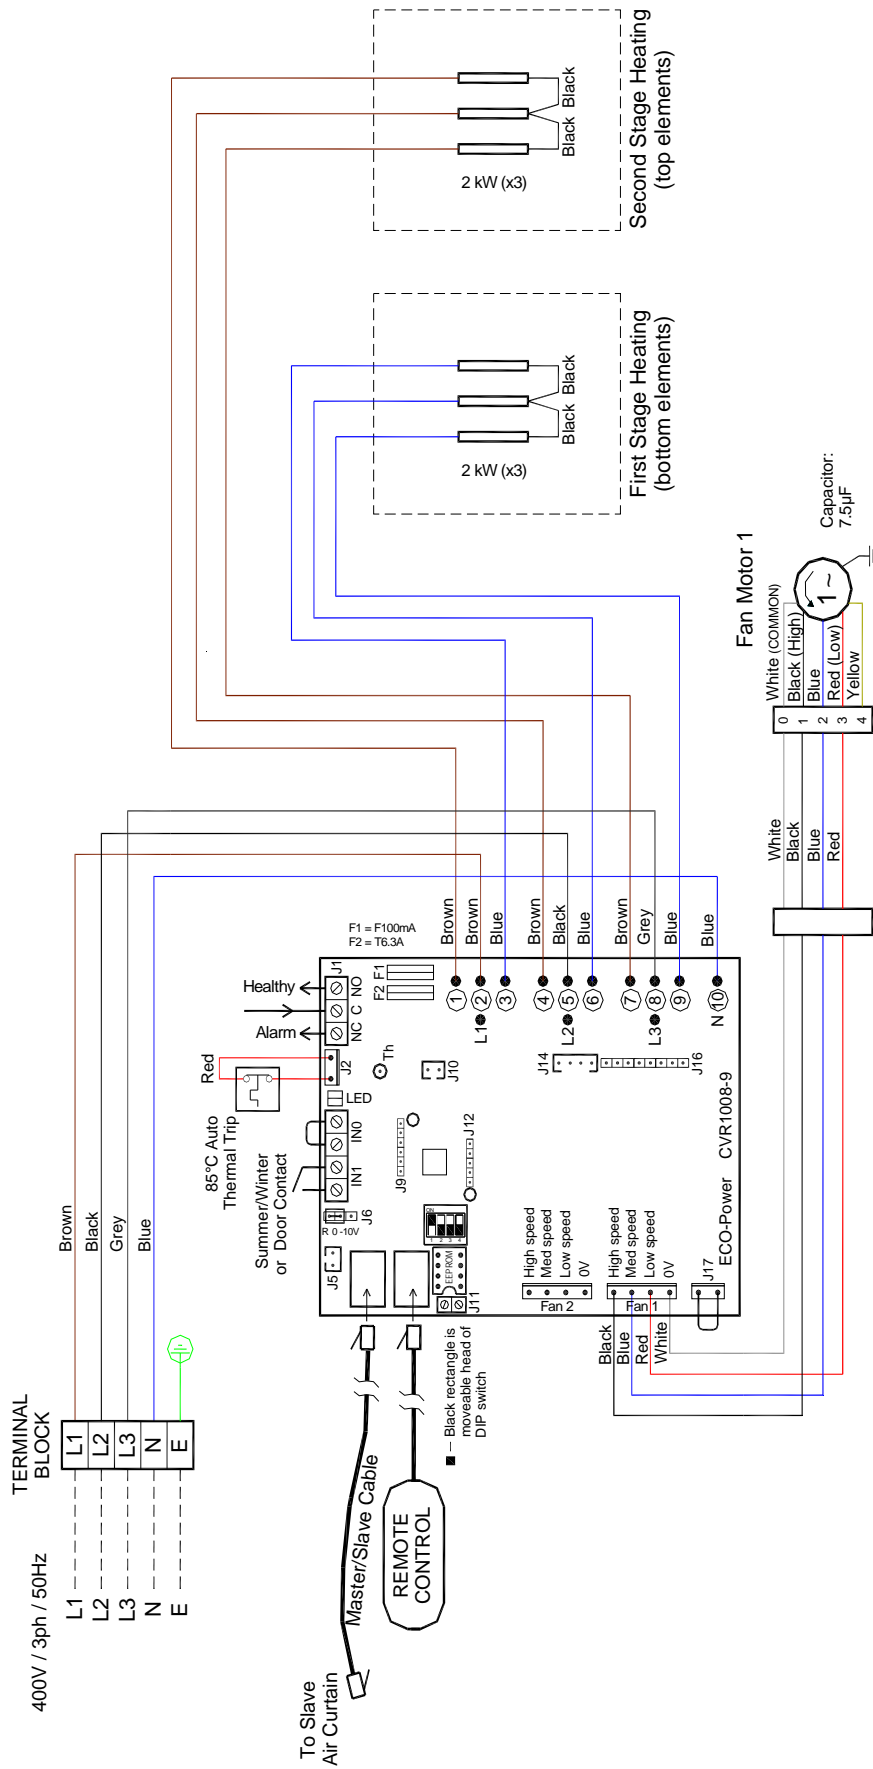 400V / 3ph / 50Hz
L1
L2
L3
N
E
TERMINAL
BLOCK
L1
L2
L3
N
E
Brown
Black
Grey
Blue
To Slave
Air Curtain
Master/Slave Cable
REMOTE
CONTROL
Black rectangle is
moveable head of
DIP switch
Summer/Winter
or Door Contact
85°C Auto
Thermal Trip
Red
Alarm
Healthy
F1 = F100mA
F2 = T6.3A
J5
R 0 -10V
J6
IN1
IN0
LED
J2
NC
C
NO
J1
F2
F1
J11
EEPROM
ON
1 2 3 4
J9
J12
Th
J10
J14
J16
L1
L2
L3
N
1
2
3
4
5
6
7
8
9
10
Brown
Brown
Blue
Brown
Black
Blue
Brown
Grey
Blue
Blue
High speed
Med speed
Low speed
0V
Fan 2
High speed
Med speed
Low speed
0V
Fan 1
J17
ECO-Power CVR1008-9
Black
Blue
Red
White
White
Black
Blue
Red
0
1
2
3
4
White (COMMON)
Black (High)
Blue
Red (Low)
Yellow
Fan Motor 1
1 ~
Capacitor:
7.5µF
2 kW (x3)
Black
Black
First Stage Heating
(bottom elements)
2 kW (x3)
Black
Black
Second Stage Heating
(top elements)